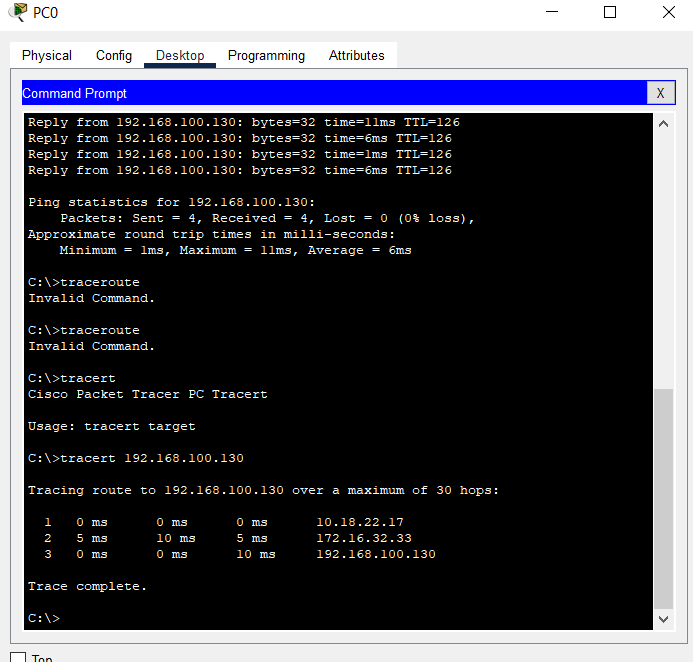 PC0
Physical Config Desktop Programming Attributes
Command Prompt X
Reply from 192.168.100.130: bytes=32 time=11ms TTL=126
Reply from 192.168.100.130: bytes=32 time=6ms TTL=126
Reply from 192.168.100.130: bytes=32 time=1ms TTL=126
Reply from 192.168.100.130: bytes=32 time=6ms TTL=126
Ping statistics for 192.168.100.130:
Packets: Sent = 4, Received = 4, Lost = 0 (0% loss),
Approximate round trip times in milli-seconds:
Minimum = 1ms, Maximum = 11ms, Average = 6ms
C:\>traceroute
Invalid Command.
C:\>traceroute
Invalid Command.
C:\>tracert
Cisco Packet Tracer PC Tracert
Usage: tracert target
C:\>tracert 192.168.100.130
Tracing route to 192.168.100.130 over a maximum of 30 hops:
1 0 ms 0 ms 0 ms 10.18.22.17
2 5 ms 10 ms 5 ms 172.16.32.33
3 0 ms 0 ms 10 ms 192.168.100.130
Trace complete.
C:\>
Top